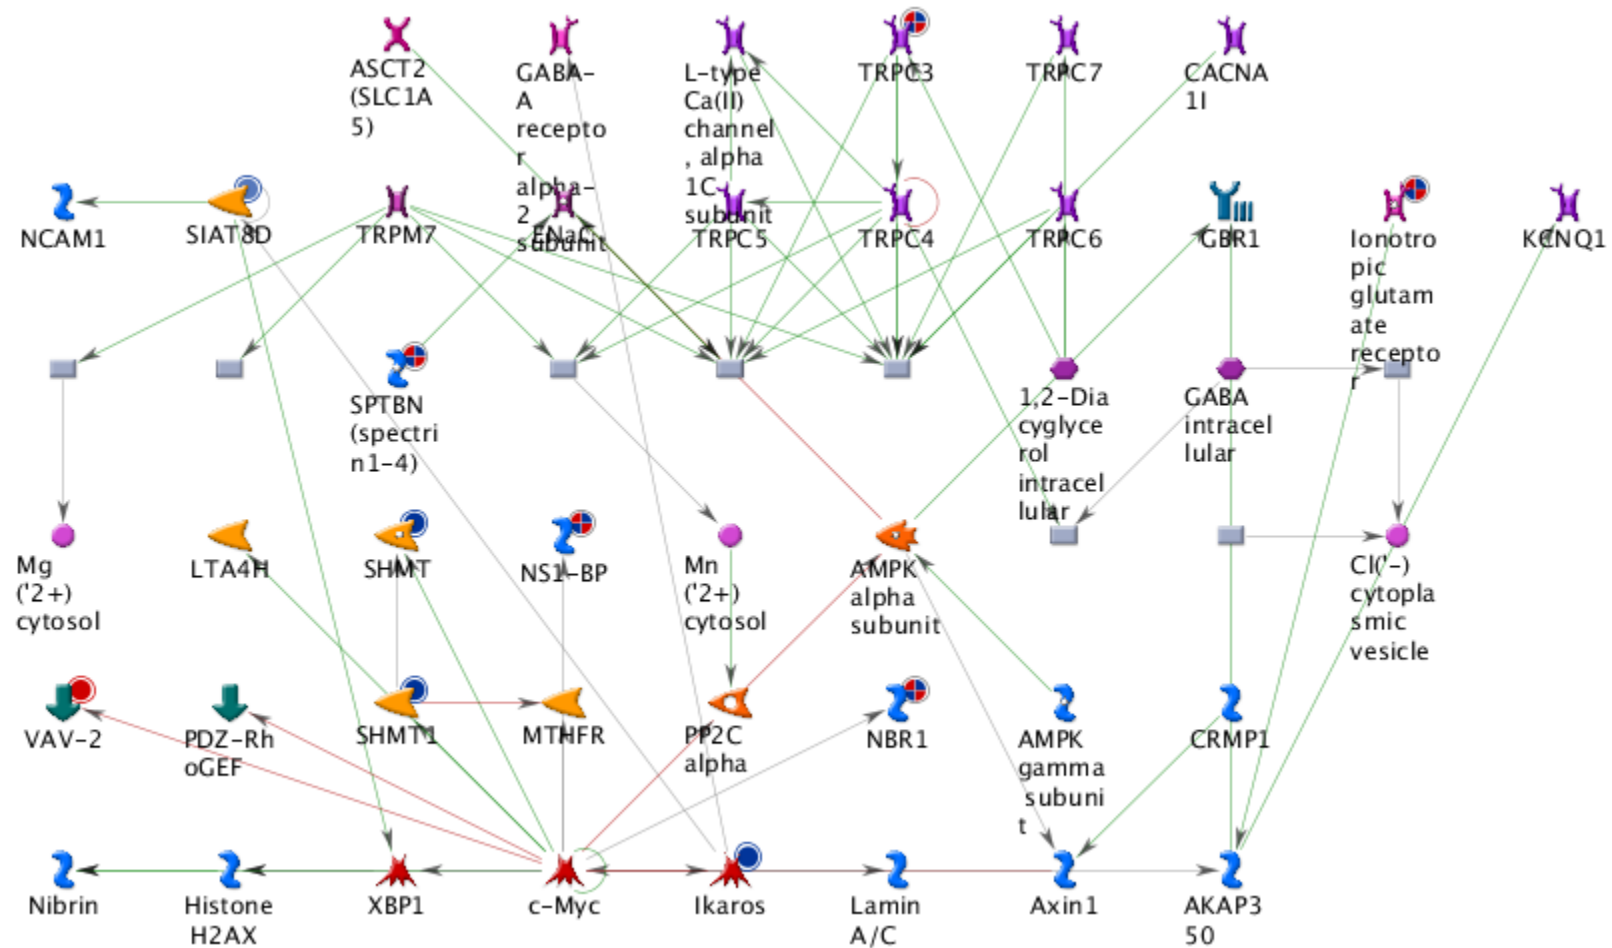 ASCT2
(SLC1A
5)
GABA-
A
recepto
r
alpha-
2
subunit
L-type
Ca(II)
channel
, alpha
1C
subunit
TRPC3
TRPC7
CACNA
1I
NCAM1
SIAT8D
TRPM7
ENaC
TRPC5
TRPC4
TRPC6
GBR1
Ionotro
pic
glutam
ate
recepto
r
KCNQ1
SPTBN
(spectri
n1-4)
1,2-Dia
cylglyce
rol
intracel
lular
GABA
intracel
lular
Mg
('2+)
cytosol
LTA4H
SHMT
NS1-BP
Mn
('2+)
cytosol
AMPK
alpha
subunit
Cl('-)
cytopla
smic
vesicle
VAV-2
PDZ-Rh
oGEF
SHMT1
MTHFR
PP2C
alpha
NBR1
AMPK
gamma
subuni
t
CRMP1
Nibrin
Histone
H2AX
XBP1
c-Myc
Ikaros
Lamin
A/C
Axin1
AKAP3
50